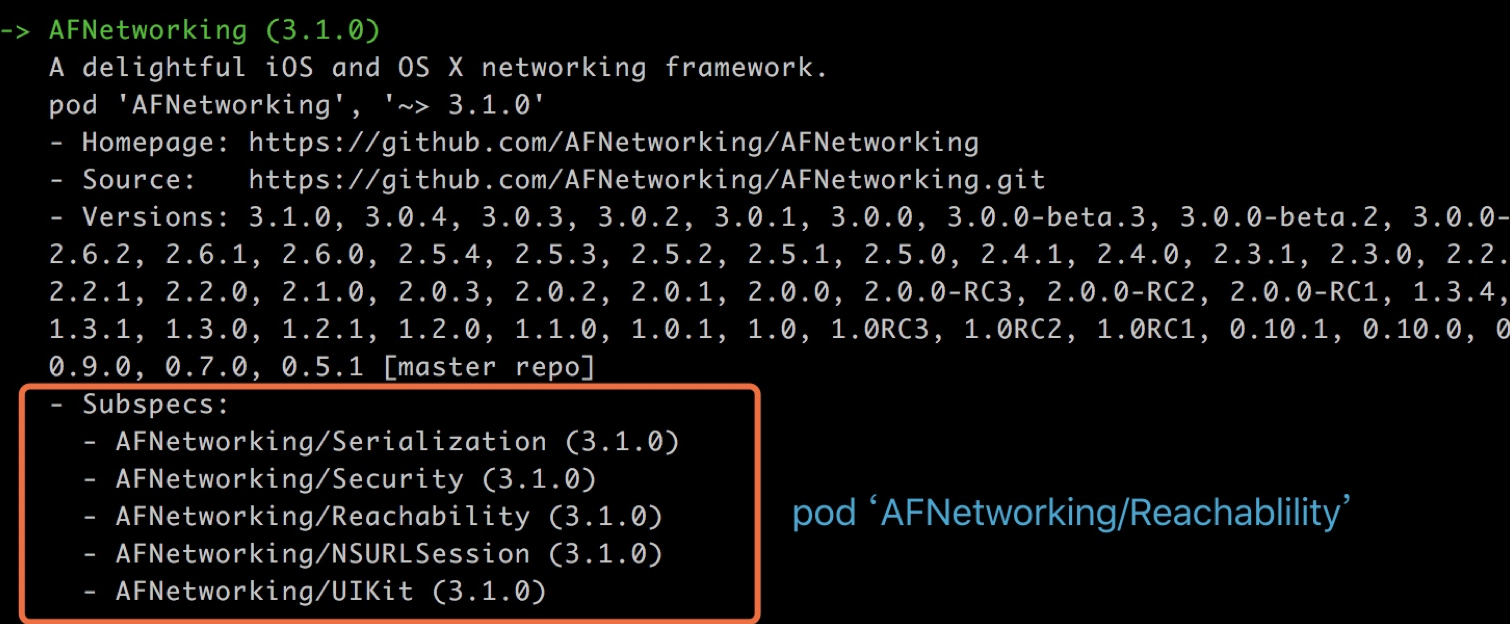 -> AFNetworking (3.1.0)
A delightful iOS and OS X networking framework.
pod 'AFNetworking', '~> 3.1.0'
- Homepage: https://github.com/AFNetworking/AFNetworking
- Source:   https://github.com/AFNetworking/AFNetworking.git
- Versions: 3.1.0, 3.0.4, 3.0.3, 3.0.2, 3.0.1, 3.0.0, 3.0.0-beta.3, 3.0.0-beta.2, 3.0.0-
2.6.2, 2.6.1, 2.6.0, 2.5.4, 2.5.3, 2.5.2, 2.5.1, 2.5.0, 2.4.1, 2.4.0, 2.3.1, 2.3.0, 2.2.
2.2.1, 2.2.0, 2.1.0, 2.0.3, 2.0.2, 2.0.1, 2.0.0, 2.0.0-RC3, 2.0.0-RC2, 2.0.0-RC1, 1.3.4,
1.3.1, 1.3.0, 1.2.1, 1.2.0, 1.1.0, 1.0.1, 1.0, 1.0RC3, 1.0RC2, 1.0RC1, 0.10.1, 0.10.0, 0
0.9.0, 0.7.0, 0.5.1 [master repo]
- Subspecs:
- AFNetworking/Serialization (3.1.0)
- AFNetworking/Security (3.1.0)
- AFNetworking/Reachability (3.1.0)
pod ‘AFNetworking/Reachablility’
- AFNetworking/NSURLSession (3.1.0)
- AFNetworking/UIKit (3.1.0)